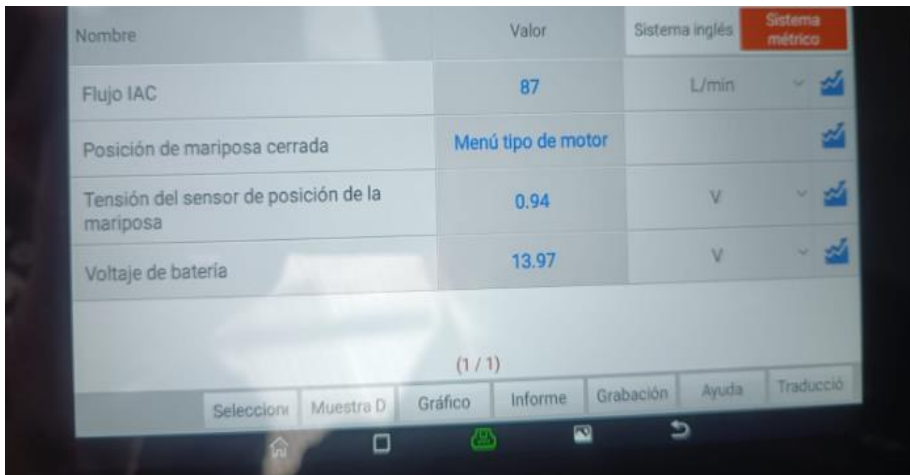 Nombre Valor Sistema inglés Sistema
métrico
Flujo IAC 87 L/min
Posición de mariposa cerrada Menú tipo de motor
Tensión del sensor de posición de la
mariposa 0.94 V
Voltaje de batería 13.97 V
(1 / 1)
Seleccione Muestra D Gráfico Informe Grabación Ayuda Traducció